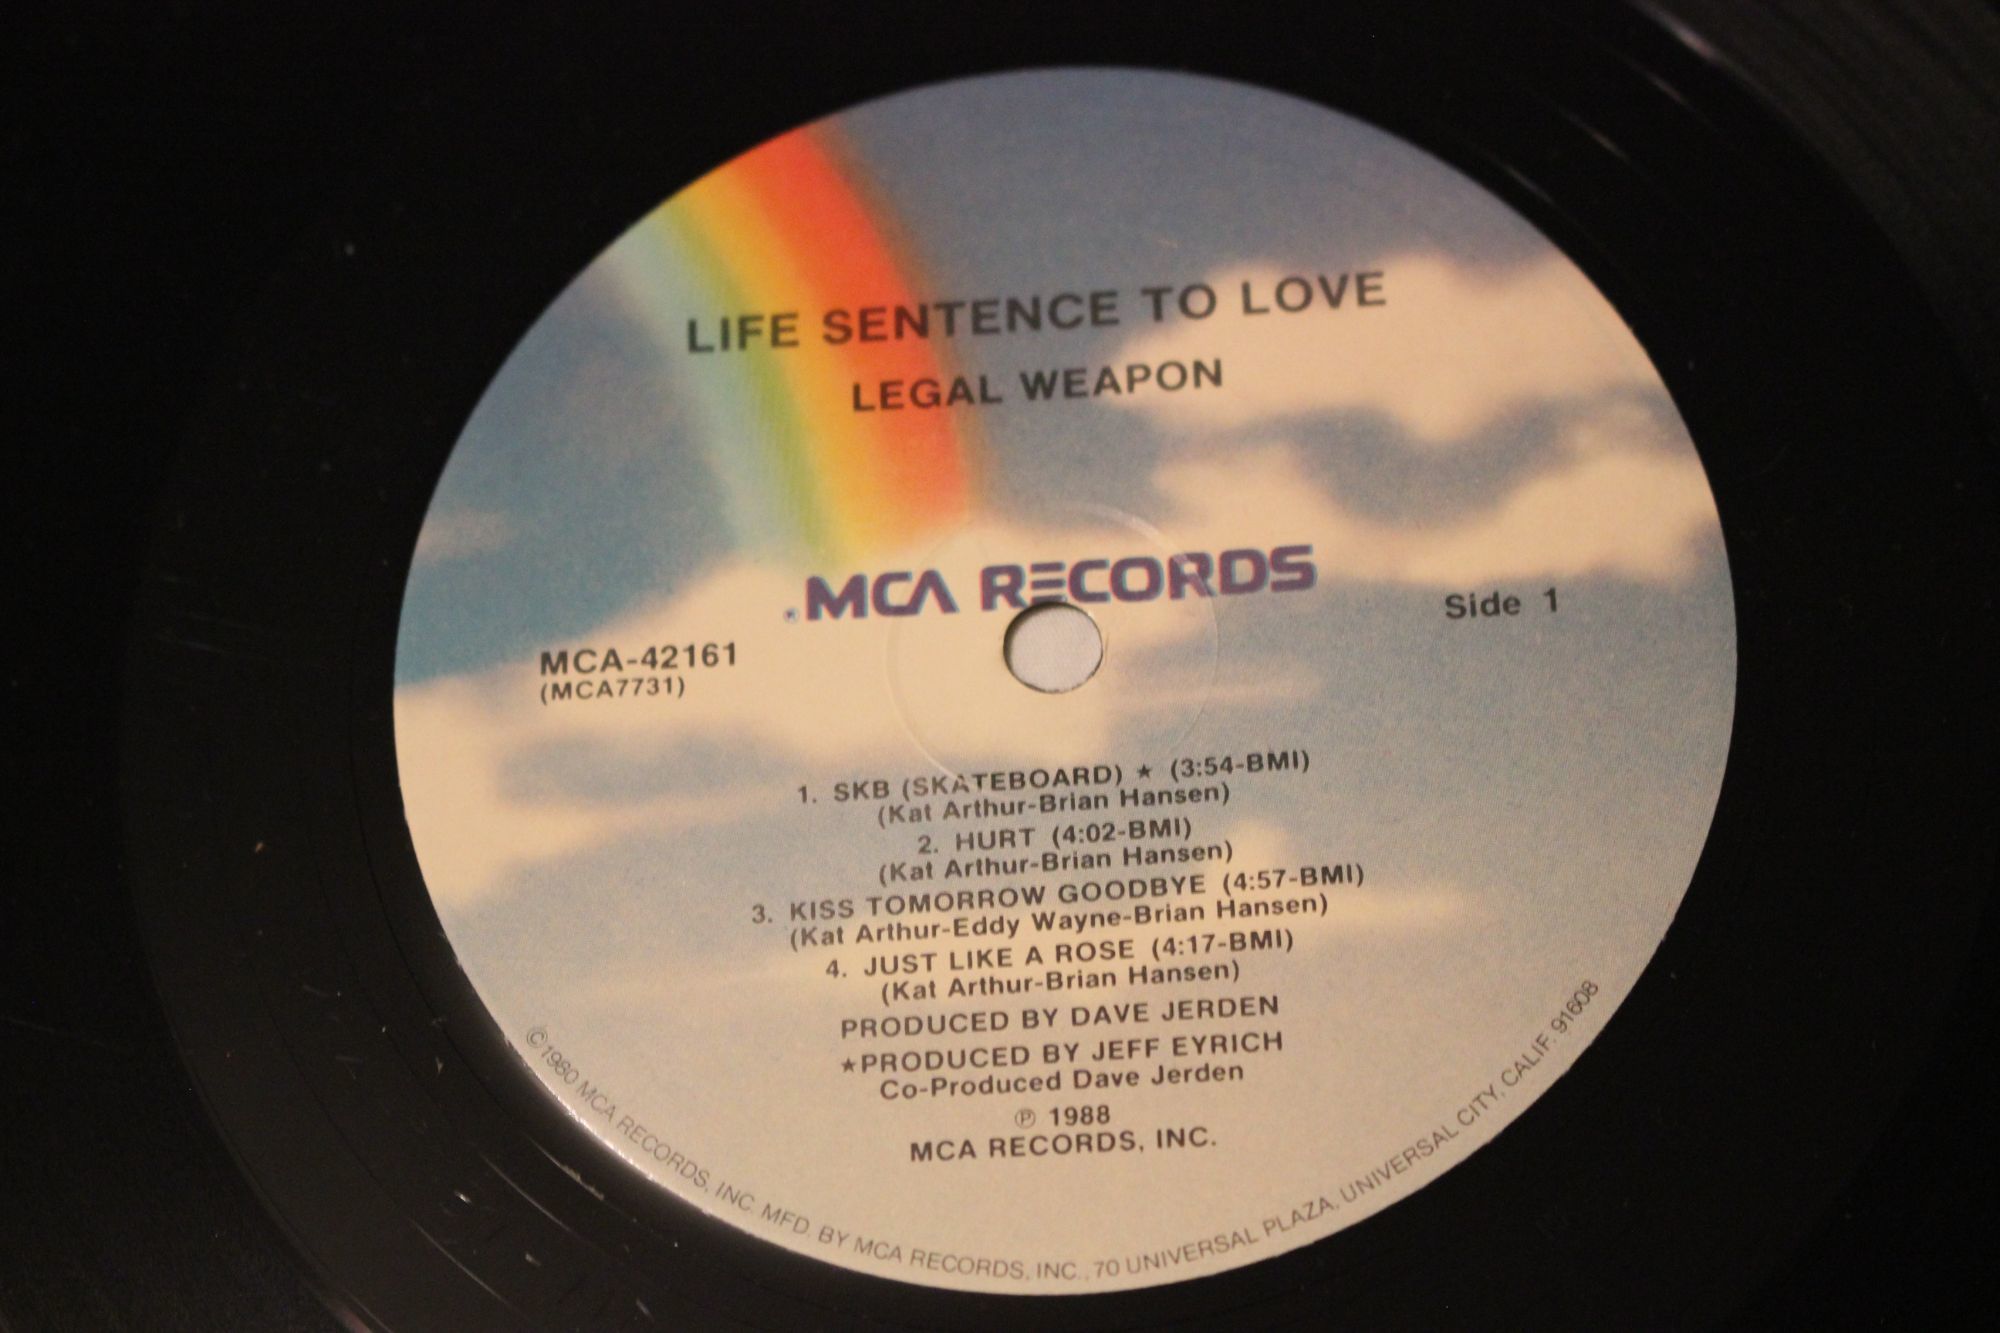 LIFE SENTENCE TO LOVE
LEGAL WEAPON
®MCA RECORDS
Side 1
MCA-42161
(MCA7731)
1. SKB (SKATEBOARD) ★ (3:54-BMI)
(Kat Arthur-Brian Hansen)
2. HURT (4:02-BMI)
(Kat Arthur-Brian Hansen)
3. KISS TOMORROW GOODBYE (4:57-BMI)
(Kat Arthur-Eddy Wayne-Brian Hansen)
4. JUST LIKE A ROSE (4:17-BMI)
(Kat Arthur-Brian Hansen)
PRODUCED BY DAVE JERDEN
★PRODUCED BY JEFF EYRICH
Co-Produced Dave Jerden
℗ 1988
MCA RECORDS, INC.
©1980 MCA RECORDS, INC. MFD. BY MCA RECORDS, INC., 70 UNIVERSAL PLAZA, UNIVERSAL CITY, CALIF. 91608